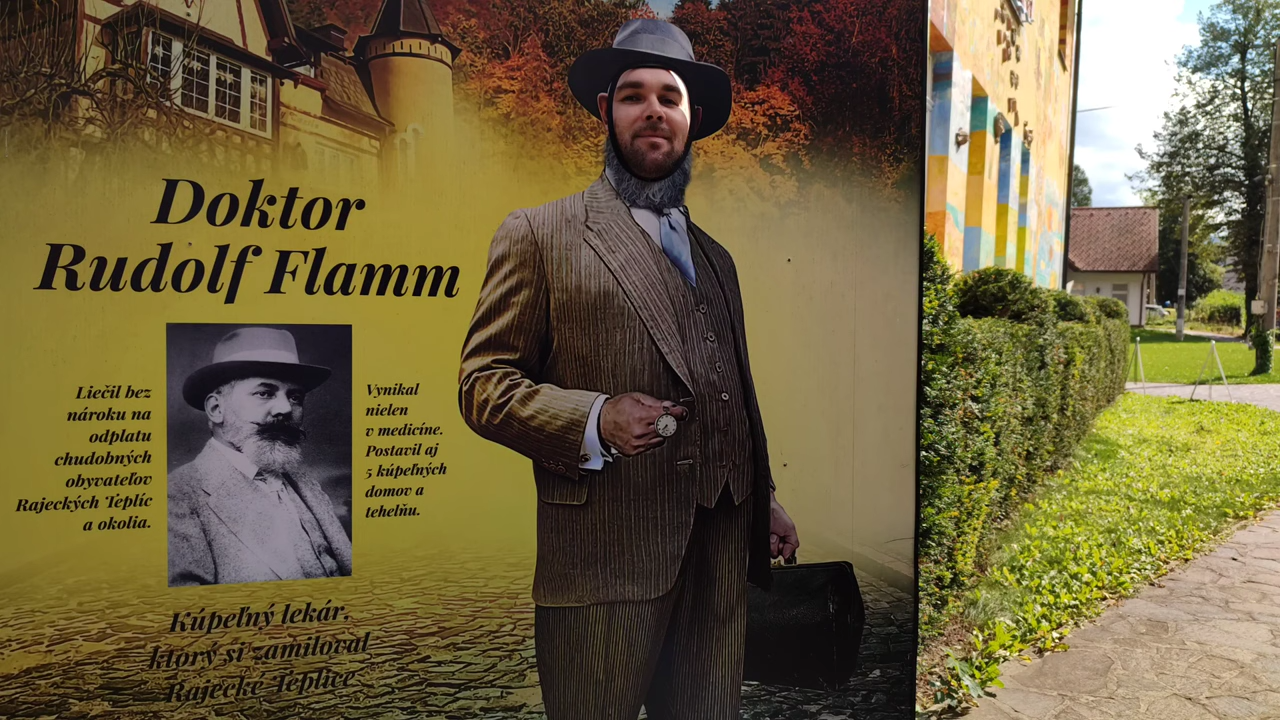 Doktor
Rudolf Flamm
Liečil bez
nároku na
odplatu
chudobných
obyvateľov
Rajeckých Teplíc
a okolia.
Vynikal
nielen
v medicíne.
Postavil aj
5 kúpeľných
domov a
tehelňu.
Kúpeľný lekár,
ktorý si zamiloval
Rajecké Teplice